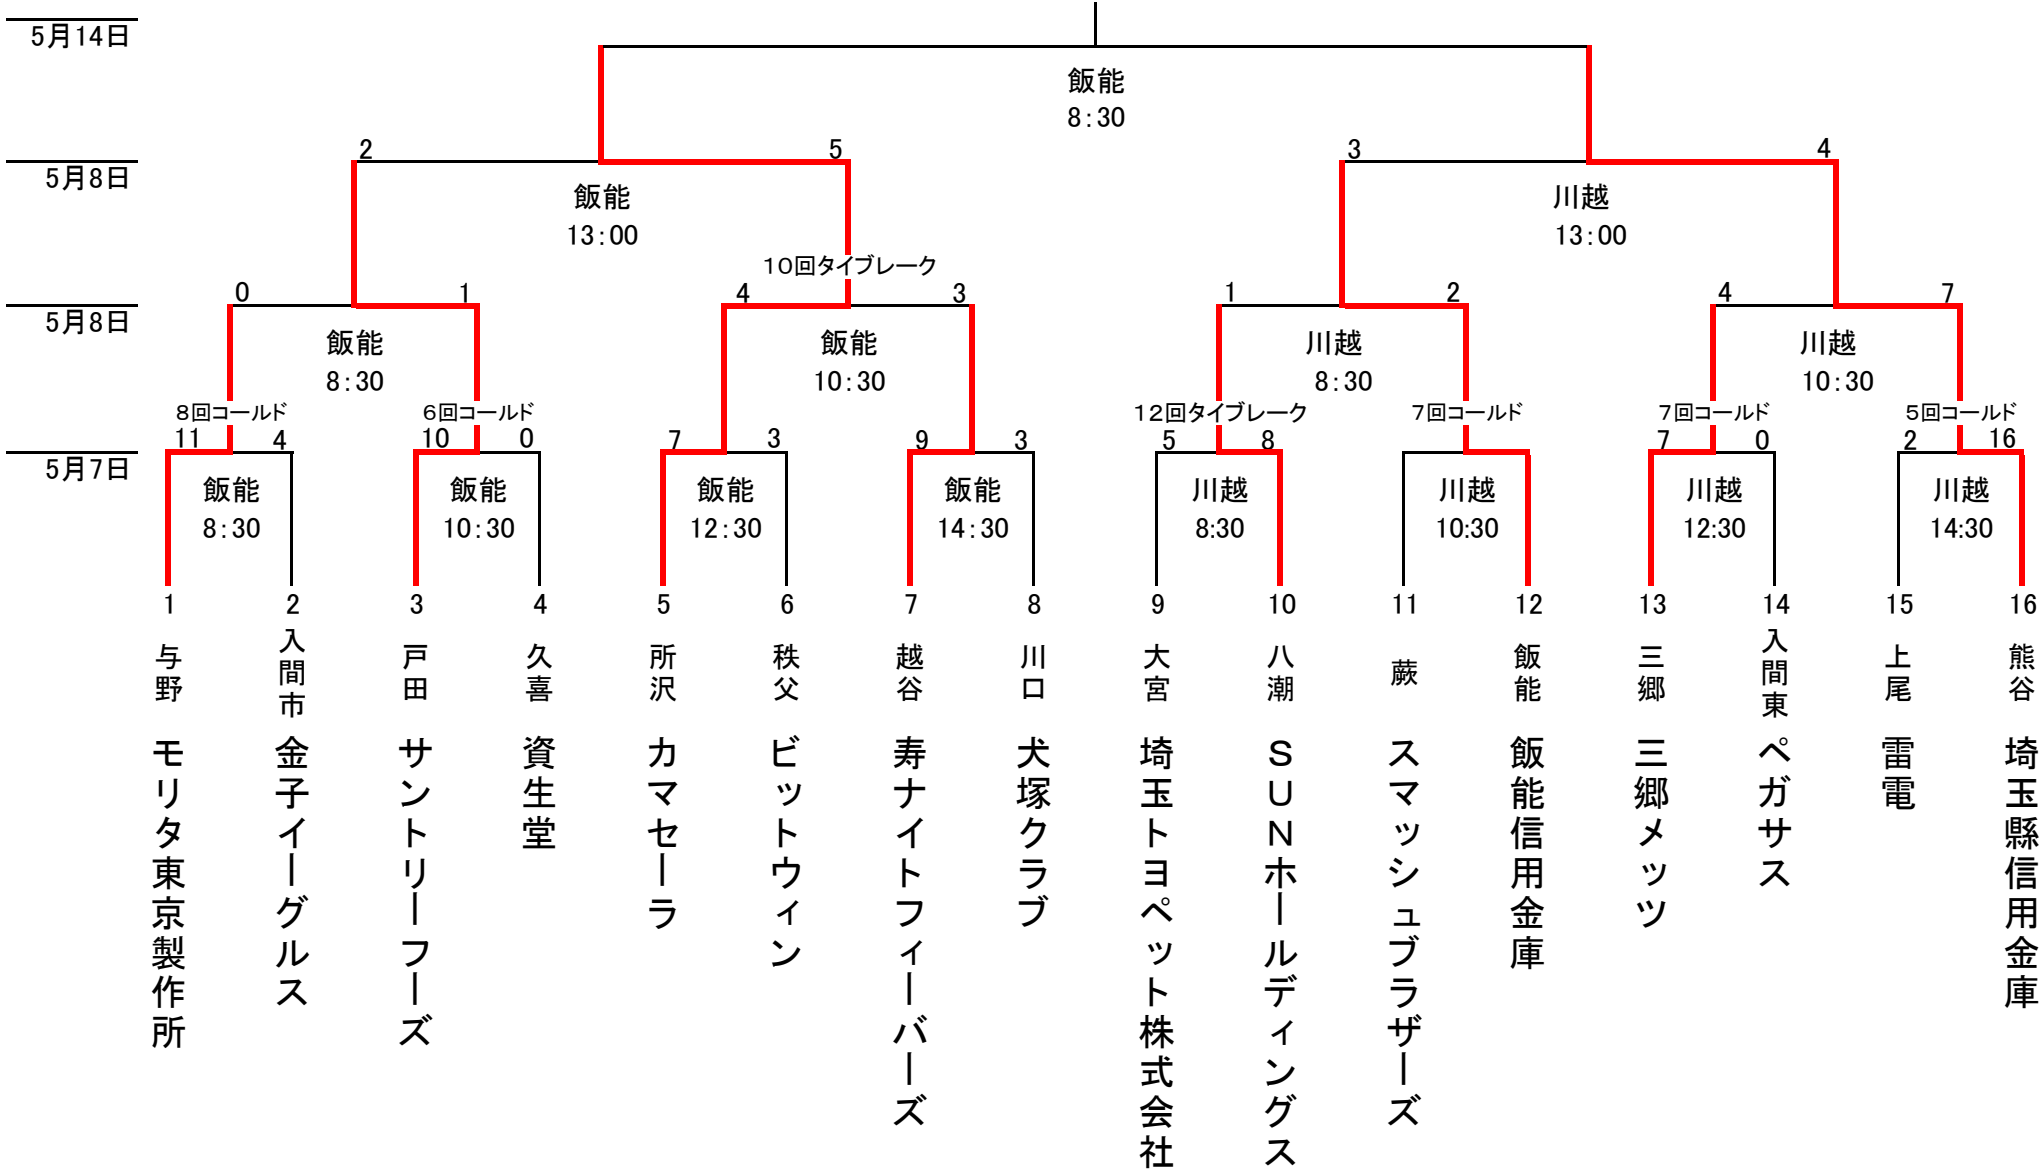 5月14日
飯能
8:30
2
5
3
4
5月8日
飯能
13:00
川越
13:00
10回タイブレーク
0
1
4
3
1
2
4
7
5月8日
飯能
8:30
飯能
10:30
川越
8:30
川越
10:30
8回コールド
6回コールド
12回タイブレーク
7回コールド
7回コールド
5回コールド
11
4
10
0
7
3
9
3
5
8
7
0
2
16
5月7日
飯能
8:30
飯能
10:30
飯能
12:30
飯能
14:30
川越
8:30
川越
10:30
川越
12:30
川越
14:30
1
2
3
4
5
6
7
8
9
10
11
12
13
14
15
16
与野
入間市
戸田
久喜
所沢
秩父
越谷
川口
大宮
八潮
蕨
飯能
三郷
入間東
上尾
熊谷
モリタ東京製作所
金子イーグルス
サントリーフーズ
資生堂
カマセーラ
ビットウィン
寿ナイトフィーバーズ
犬塚クラブ
埼玉トヨペット株式会社
SUNホールディングス
スマッシュブラザーズ
飯能信用金庫
三郷メッツ
ペガサス
雷電
埼玉縣信用金庫